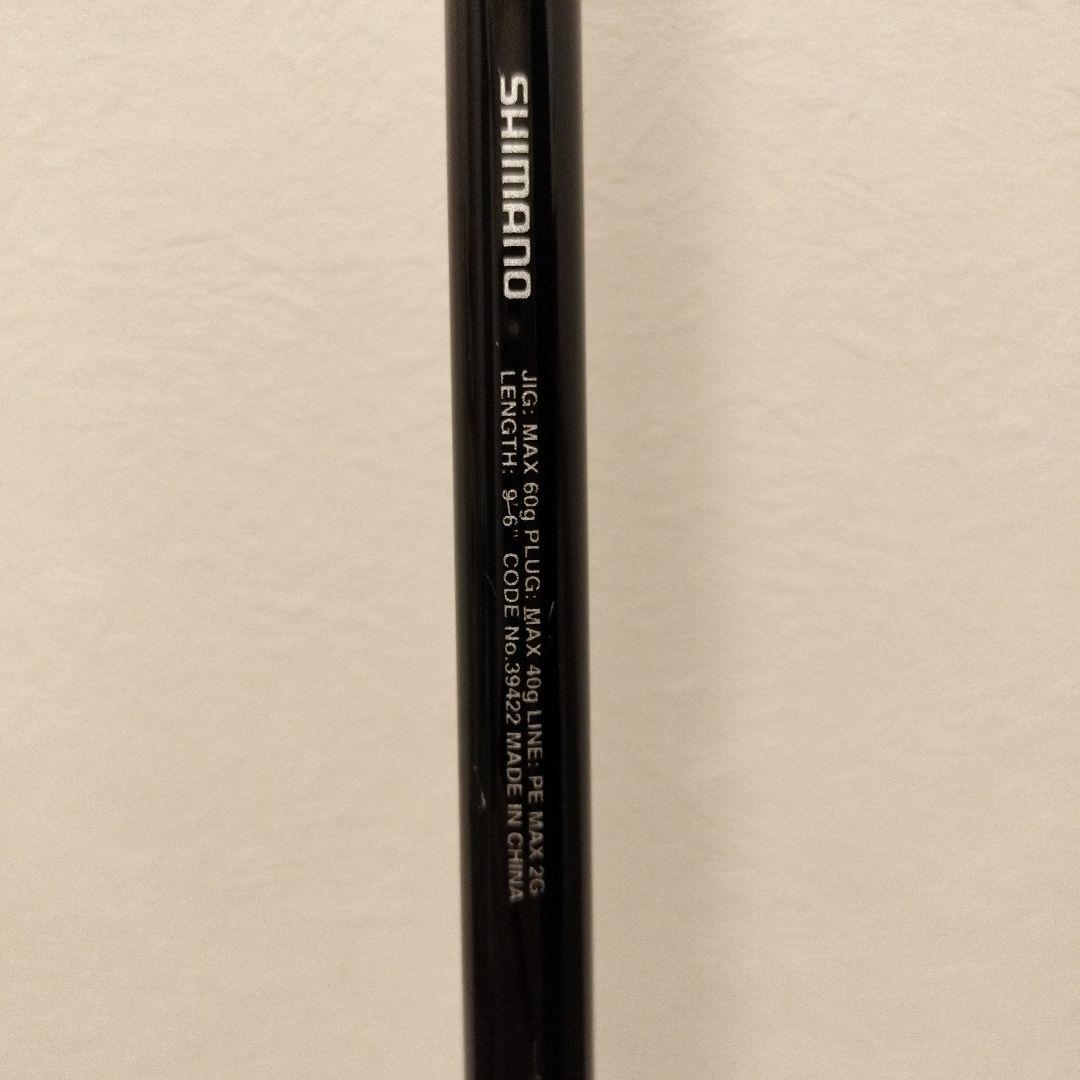 SHIMANO
JIG: MAX 60g PLUG: MAX 40g LINE: PE MAX 2G
LENGTH: 9'-6" CODE No.39422 MADE IN CHINA